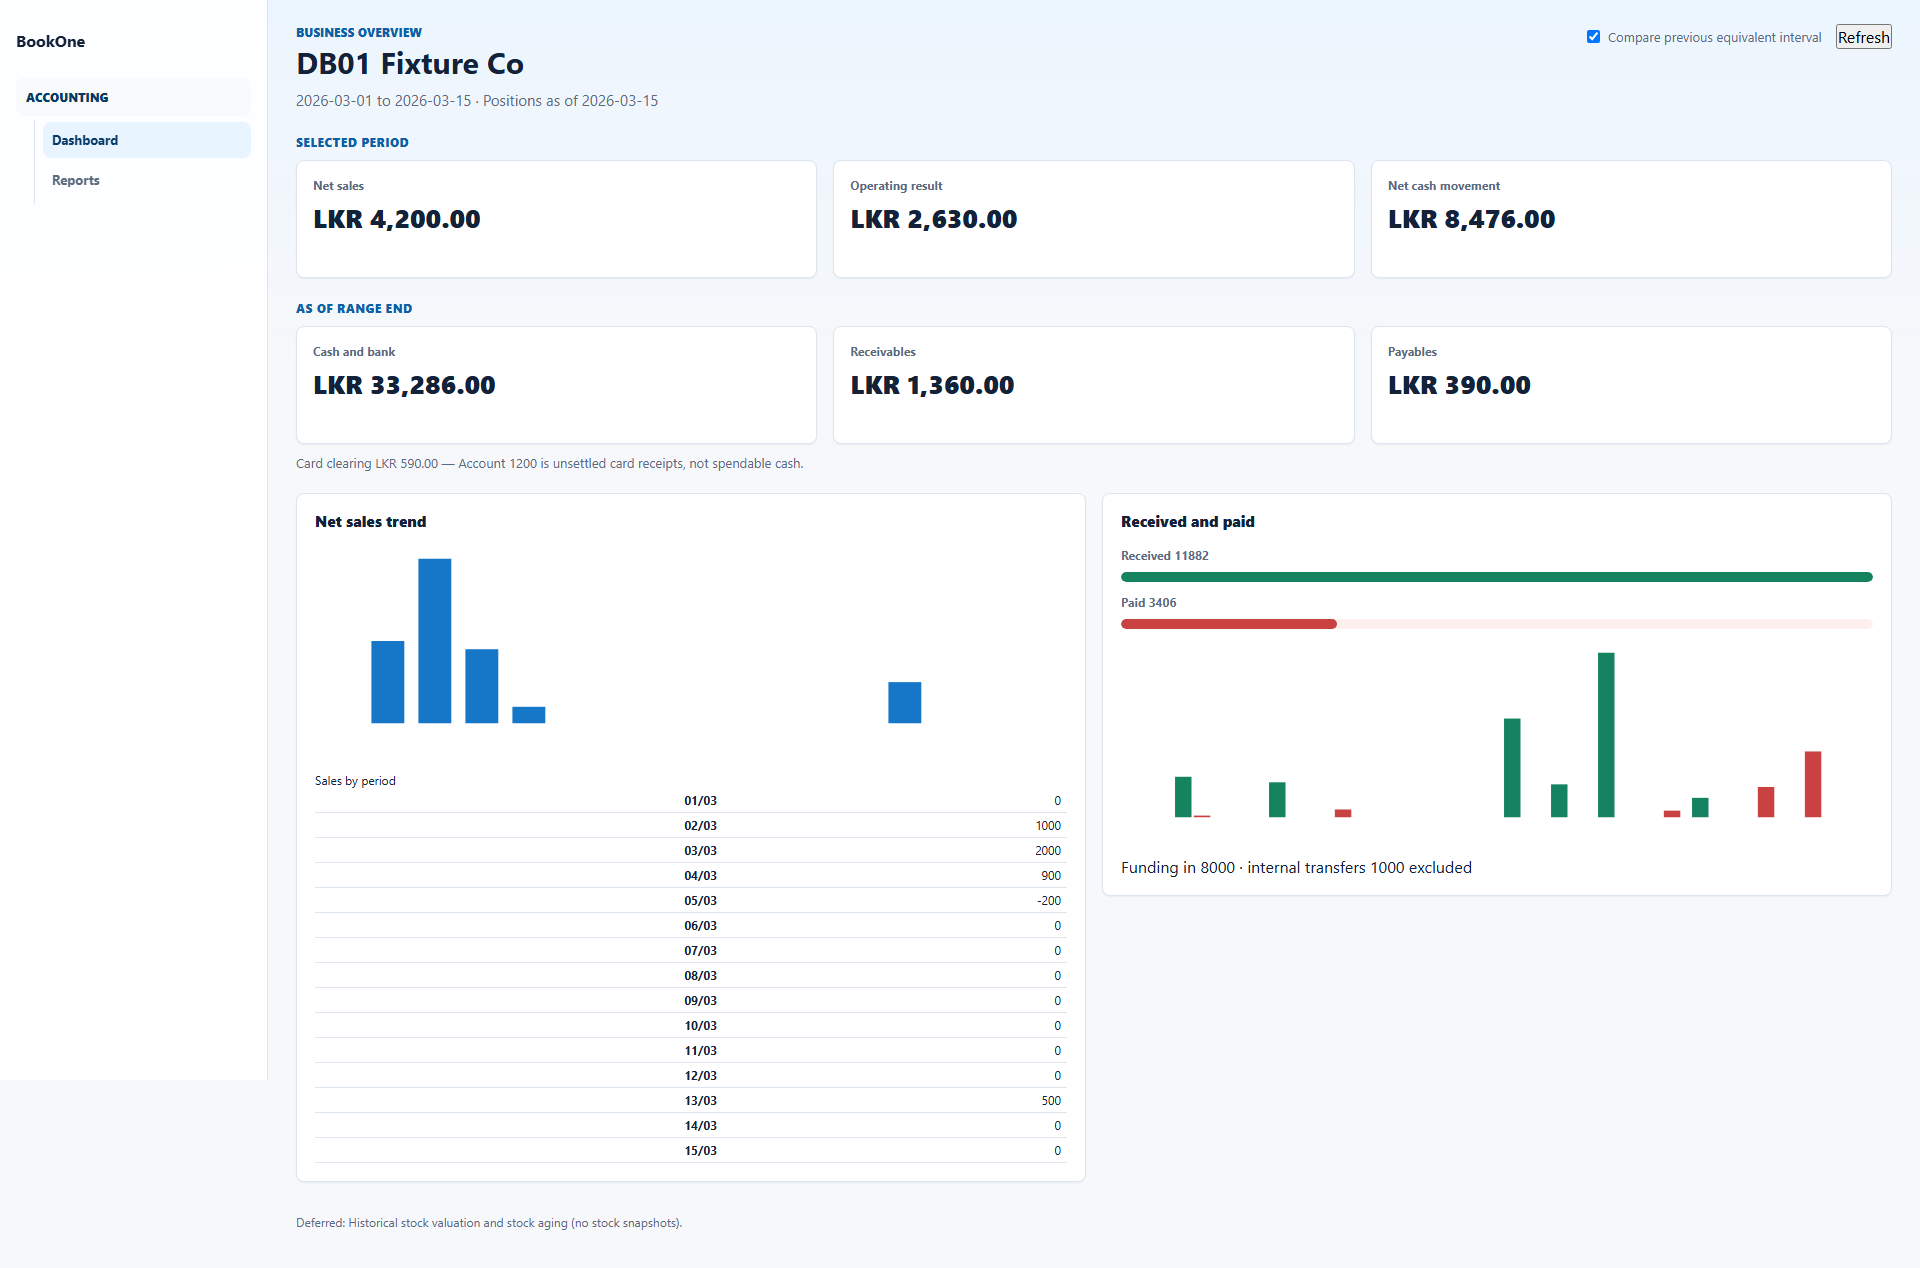 BookOne
ACCOUNTING
Dashboard
Reports
BUSINESS OVERVIEW
DB01 Fixture Co
2026-03-01 to 2026-03-15 · Positions as of 2026-03-15
Compare previous equivalent interval
Refresh
SELECTED PERIOD
Net sales
LKR 4,200.00
Operating result
LKR 2,630.00
Net cash movement
LKR 8,476.00
AS OF RANGE END
Cash and bank
LKR 33,286.00
Receivables
LKR 1,360.00
Payables
LKR 390.00
Card clearing LKR 590.00 — Account 1200 is unsettled card receipts, not spendable cash.
Net sales trend
Sales by period
01/03 0
02/03 1000
03/03 2000
04/03 900
05/03 -200
06/03 0
07/03 0
08/03 0
09/03 0
10/03 0
11/03 0
12/03 0
13/03 500
14/03 0
15/03 0
Received and paid
Received 11882
Paid 3406
Funding in 8000 · internal transfers 1000 excluded
Deferred: Historical stock valuation and stock aging (no stock snapshots).